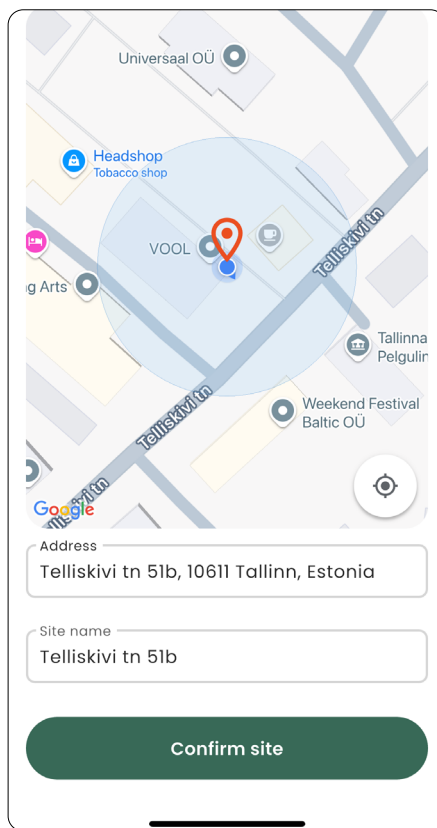 Universaal OÜ
Headshop
Tobacco shop
Telliskivi tn
VOOL
g Arts
Tallinna
Pelgulin
Telliskivi tn
Weekend Festival
Baltic OÜ
Google
Address
Telliskivi tn 51b, 10611 Tallinn, Estonia
Site name
Telliskivi tn 51b
Confirm site